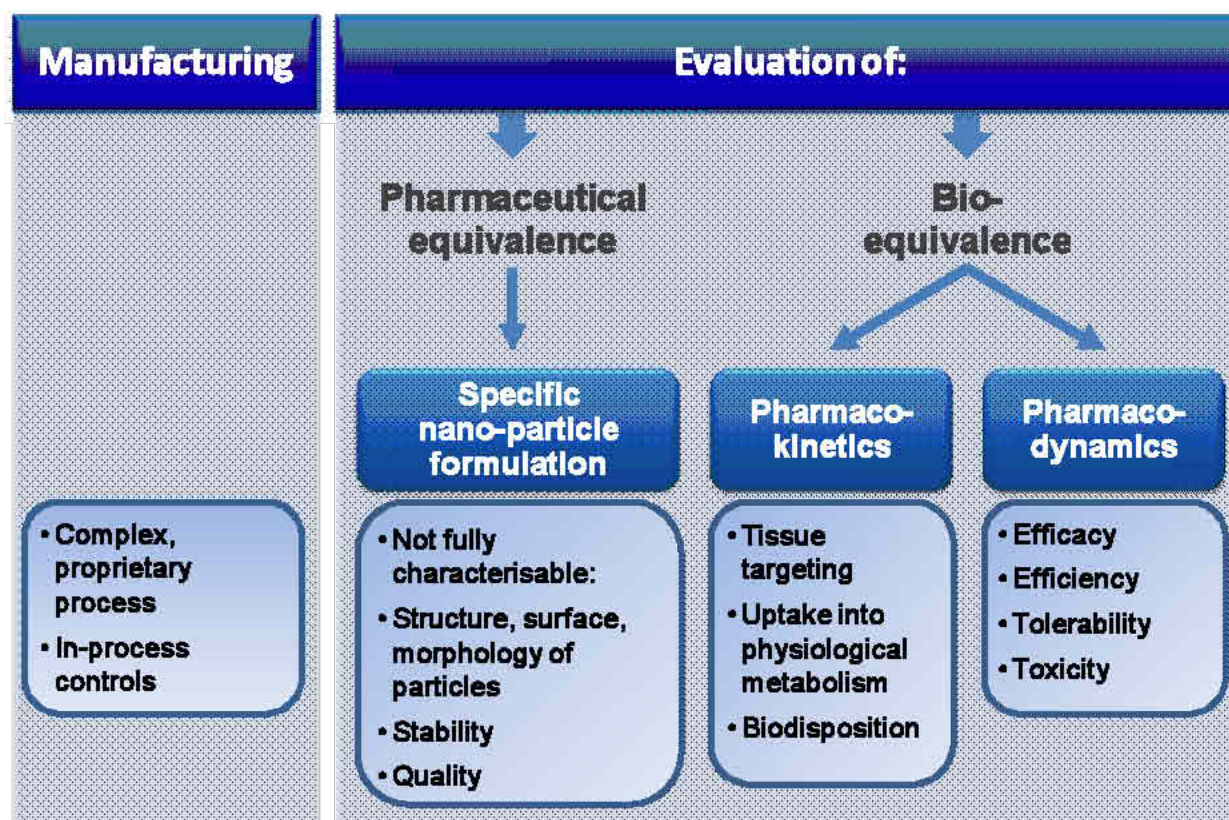 Manufacturing
Evaluation of:
Pharmaceutical
equivalence
Bio-
equivalence
Specific
nano-particle
formulation
Pharmaco-
kinetics
Pharmaco-
dynamics
• Complex,
proprietary
process
• In-process
controls
• Not fully
characterisable:
• Structure, surface,
morphology of
particles
• Stability
• Quality
• Tissue
targeting
• Uptake into
physiological
metabolism
• Biodisposition
• Efficacy
• Efficiency
• Tolerability
• Toxicity